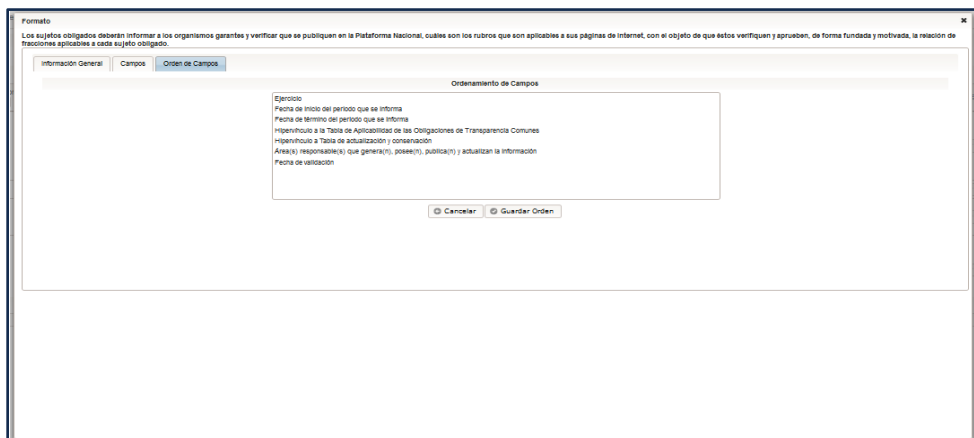 Formato
Los sujetos obligados deberán informar a los organismos garantes y verificar que se publiquen en la Plataforma Nacional, cuáles son los rubros que son aplicables a sus páginas de Internet, con el objeto de que éstos verifiquen y aprueben, de forma fundada y motivada, la relación de
fracciones aplicables a cada sujeto obligado.
Información General Campos Orden de Campos
Ordenamiento de Campos
Ejercicio
Fecha de inicio del periodo que se informa
Fecha de término del periodo que se informa
Hipervínculo a la Tabla de Aplicabilidad de las Obligaciones de Transparencia Comunes
Hipervínculo a Tabla de actualización y conservación
Área(s) responsable(s) que genera(n), posee(n), publica(n) y actualizan la información
Fecha de validación
Cancelar Guardar Orden